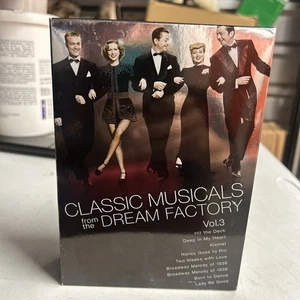 CLASSIC MUSICALS
from the DREAM FACTORY
Vol.3
Hit the Deck
Deep in My Heart
Kismet
Nancy Goes to Rio
Two Weeks with Love
Broadway Melody of 1936
Broadway Melody of 1938
Born to Dance
Lady Be Good